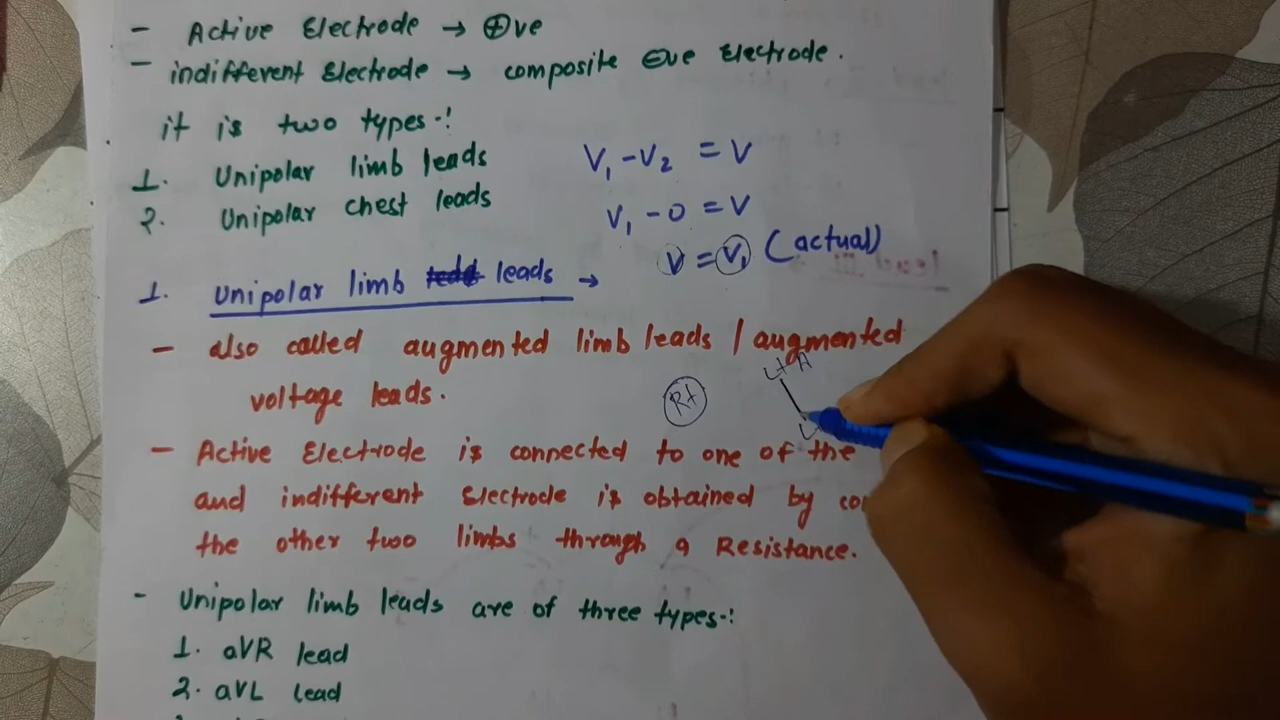 - Active Electrode → ⊕ve
- indifferent Electrode → composite ⊖ve Electrode.
it is two types-!
1. Unipolar limb leads
2. Unipolar chest leads
V₁ - V₂ = V
V₁ - 0 = V
V = V₁ (actual)
1. Unipolar limb leads →
- also called augmented limb leads / augmented
voltage leads.
Rt
Lt A
L
- Active Electrode is connected to one of the
and indifferent Electrode is obtained by co
the other two limbs through a Resistance.
- Unipolar limb leads are of three types-!
1. aVR lead
2. aVL lead